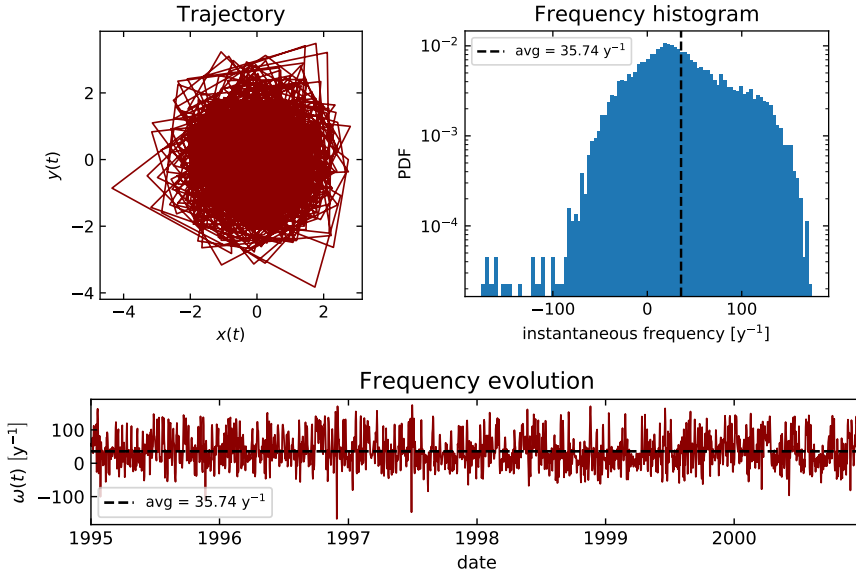 Trajectory
y(t)
2
0
−2
−4
−4
−2
0
2
x(t)
Frequency histogram
avg = 35.74 y⁻¹
PDF
10⁻²
10⁻³
10⁻⁴
−100
0
100
instantaneous frequency [y⁻¹]
Frequency evolution
ω(t) [y⁻¹]
100
0
−100
avg = 35.74 y⁻¹
1995
1996
1997
1998
1999
2000
date